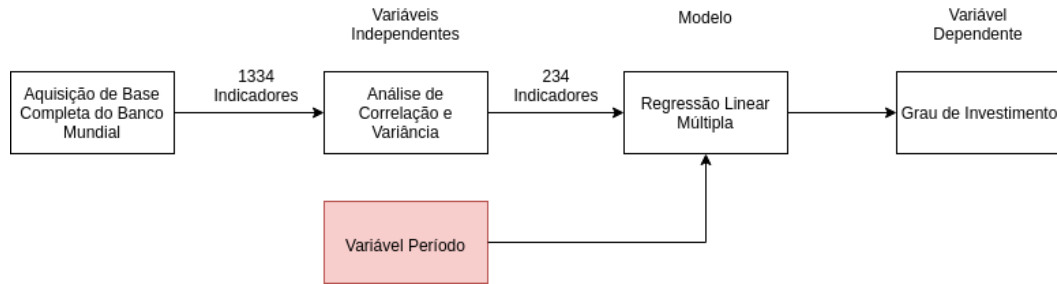 Variáveis
Independentes
Modelo
Variável
Dependente
Aquisição de Base
Completa do Banco
Mundial
1334
Indicadores
Análise de
Correlação e
Variância
234
Indicadores
Regressão Linear
Múltipla
Grau de Investimento
Variável Período